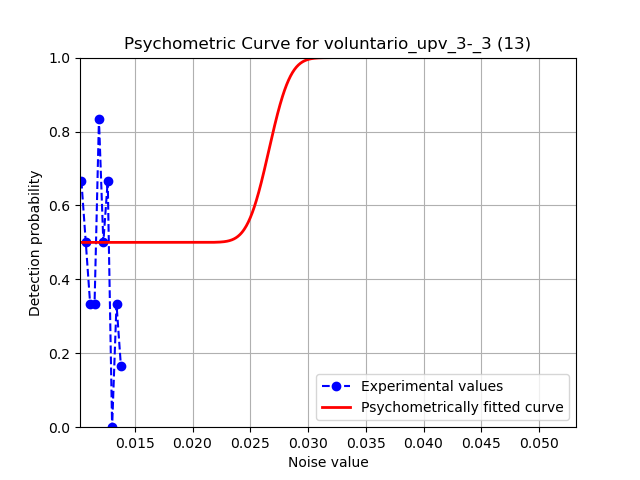 Psychometric Curve for voluntario_upv_3-_3 (13)
1.0
0.8
0.6
0.4
0.2
0.0
Detection probability
0.015 0.020 0.025 0.030 0.035 0.040 0.045 0.050
Noise value
Experimental values
Psychometrically fitted curve